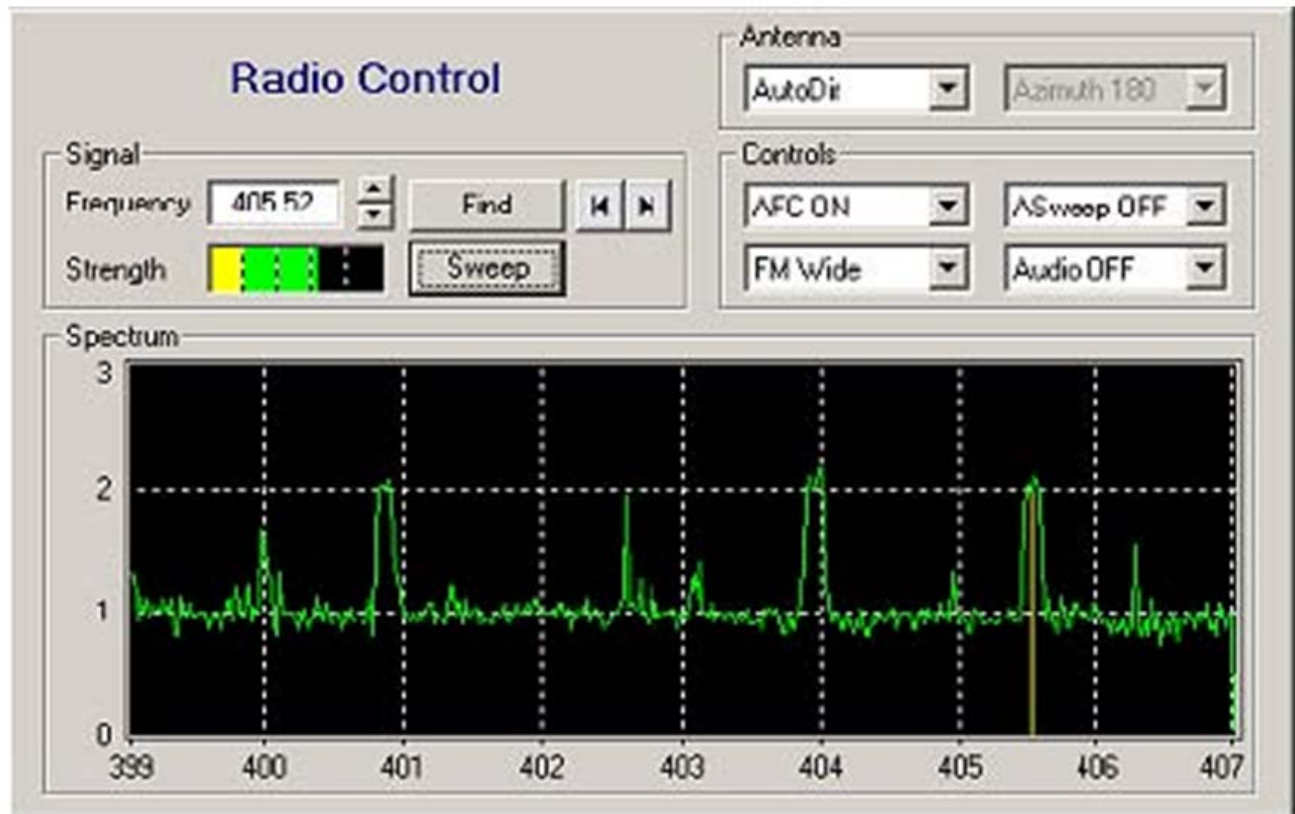 Radio Control
Antenna
AutoDir
Azimuth 180
Signal
Frequency 405.52 Find
Strength Sweep
Controls
AFC ON ASweep OFF
FM Wide Audio OFF
Spectrum
3
2
1
0
399 400 401 402 403 404 405 406 407